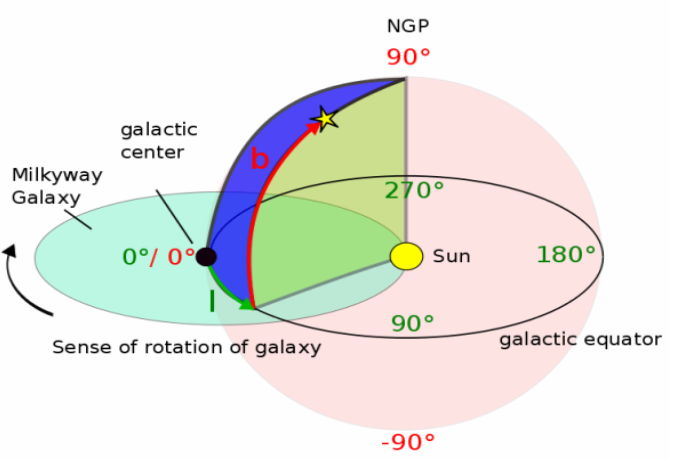 NGP
90°
galactic
center
b
Milkyway
Galaxy
270°
0°/ 0°
Sun
180°
l
90°
galactic equator
Sense of rotation of galaxy
-90°